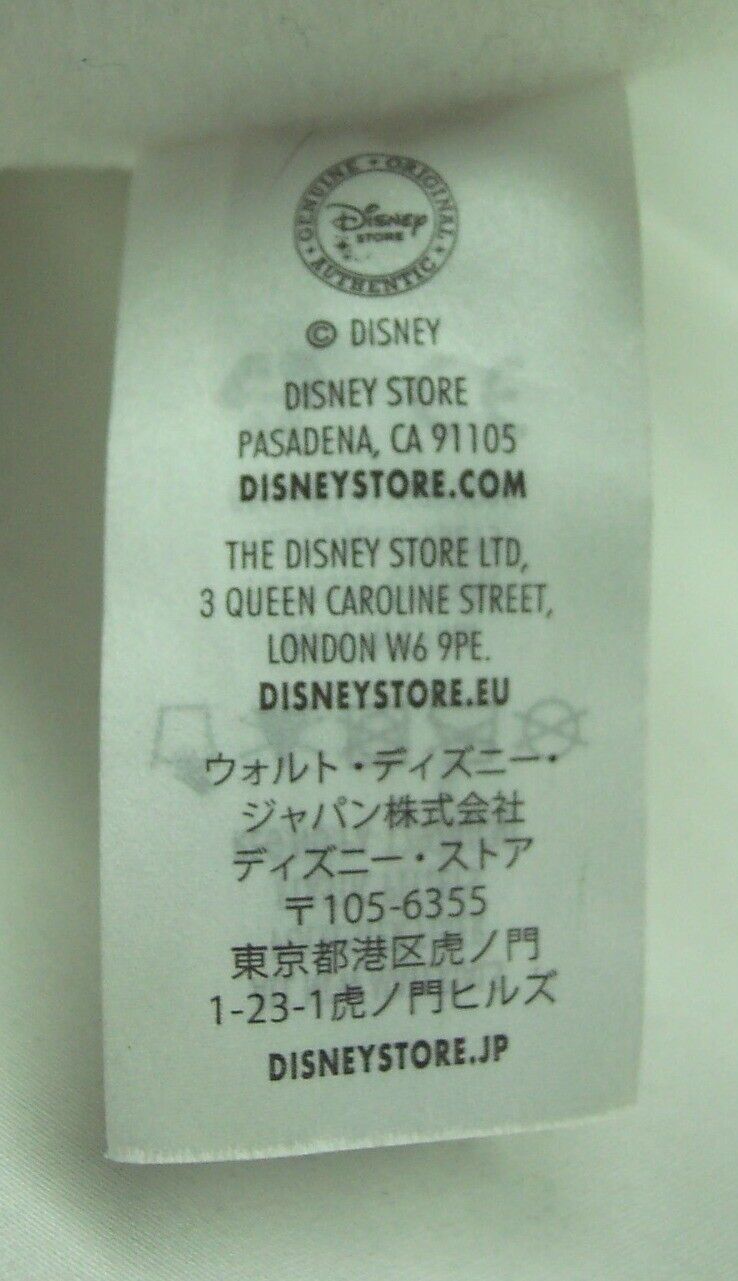 GENUINE • ORIGINAL • AUTHENTIC •
Disney
STORE
© DISNEY
DISNEY STORE
PASADENA, CA 91105
DISNEYSTORE.COM
THE DISNEY STORE LTD,
3 QUEEN CAROLINE STREET,
LONDON W6 9PE.
DISNEYSTORE.EU
ウォルト・ディズニー・
ジャパン株式会社
ディズニー・ストア
〒105-6355
東京都港区虎ノ門
1-23-1虎ノ門ヒルズ
DISNEYSTORE.JP